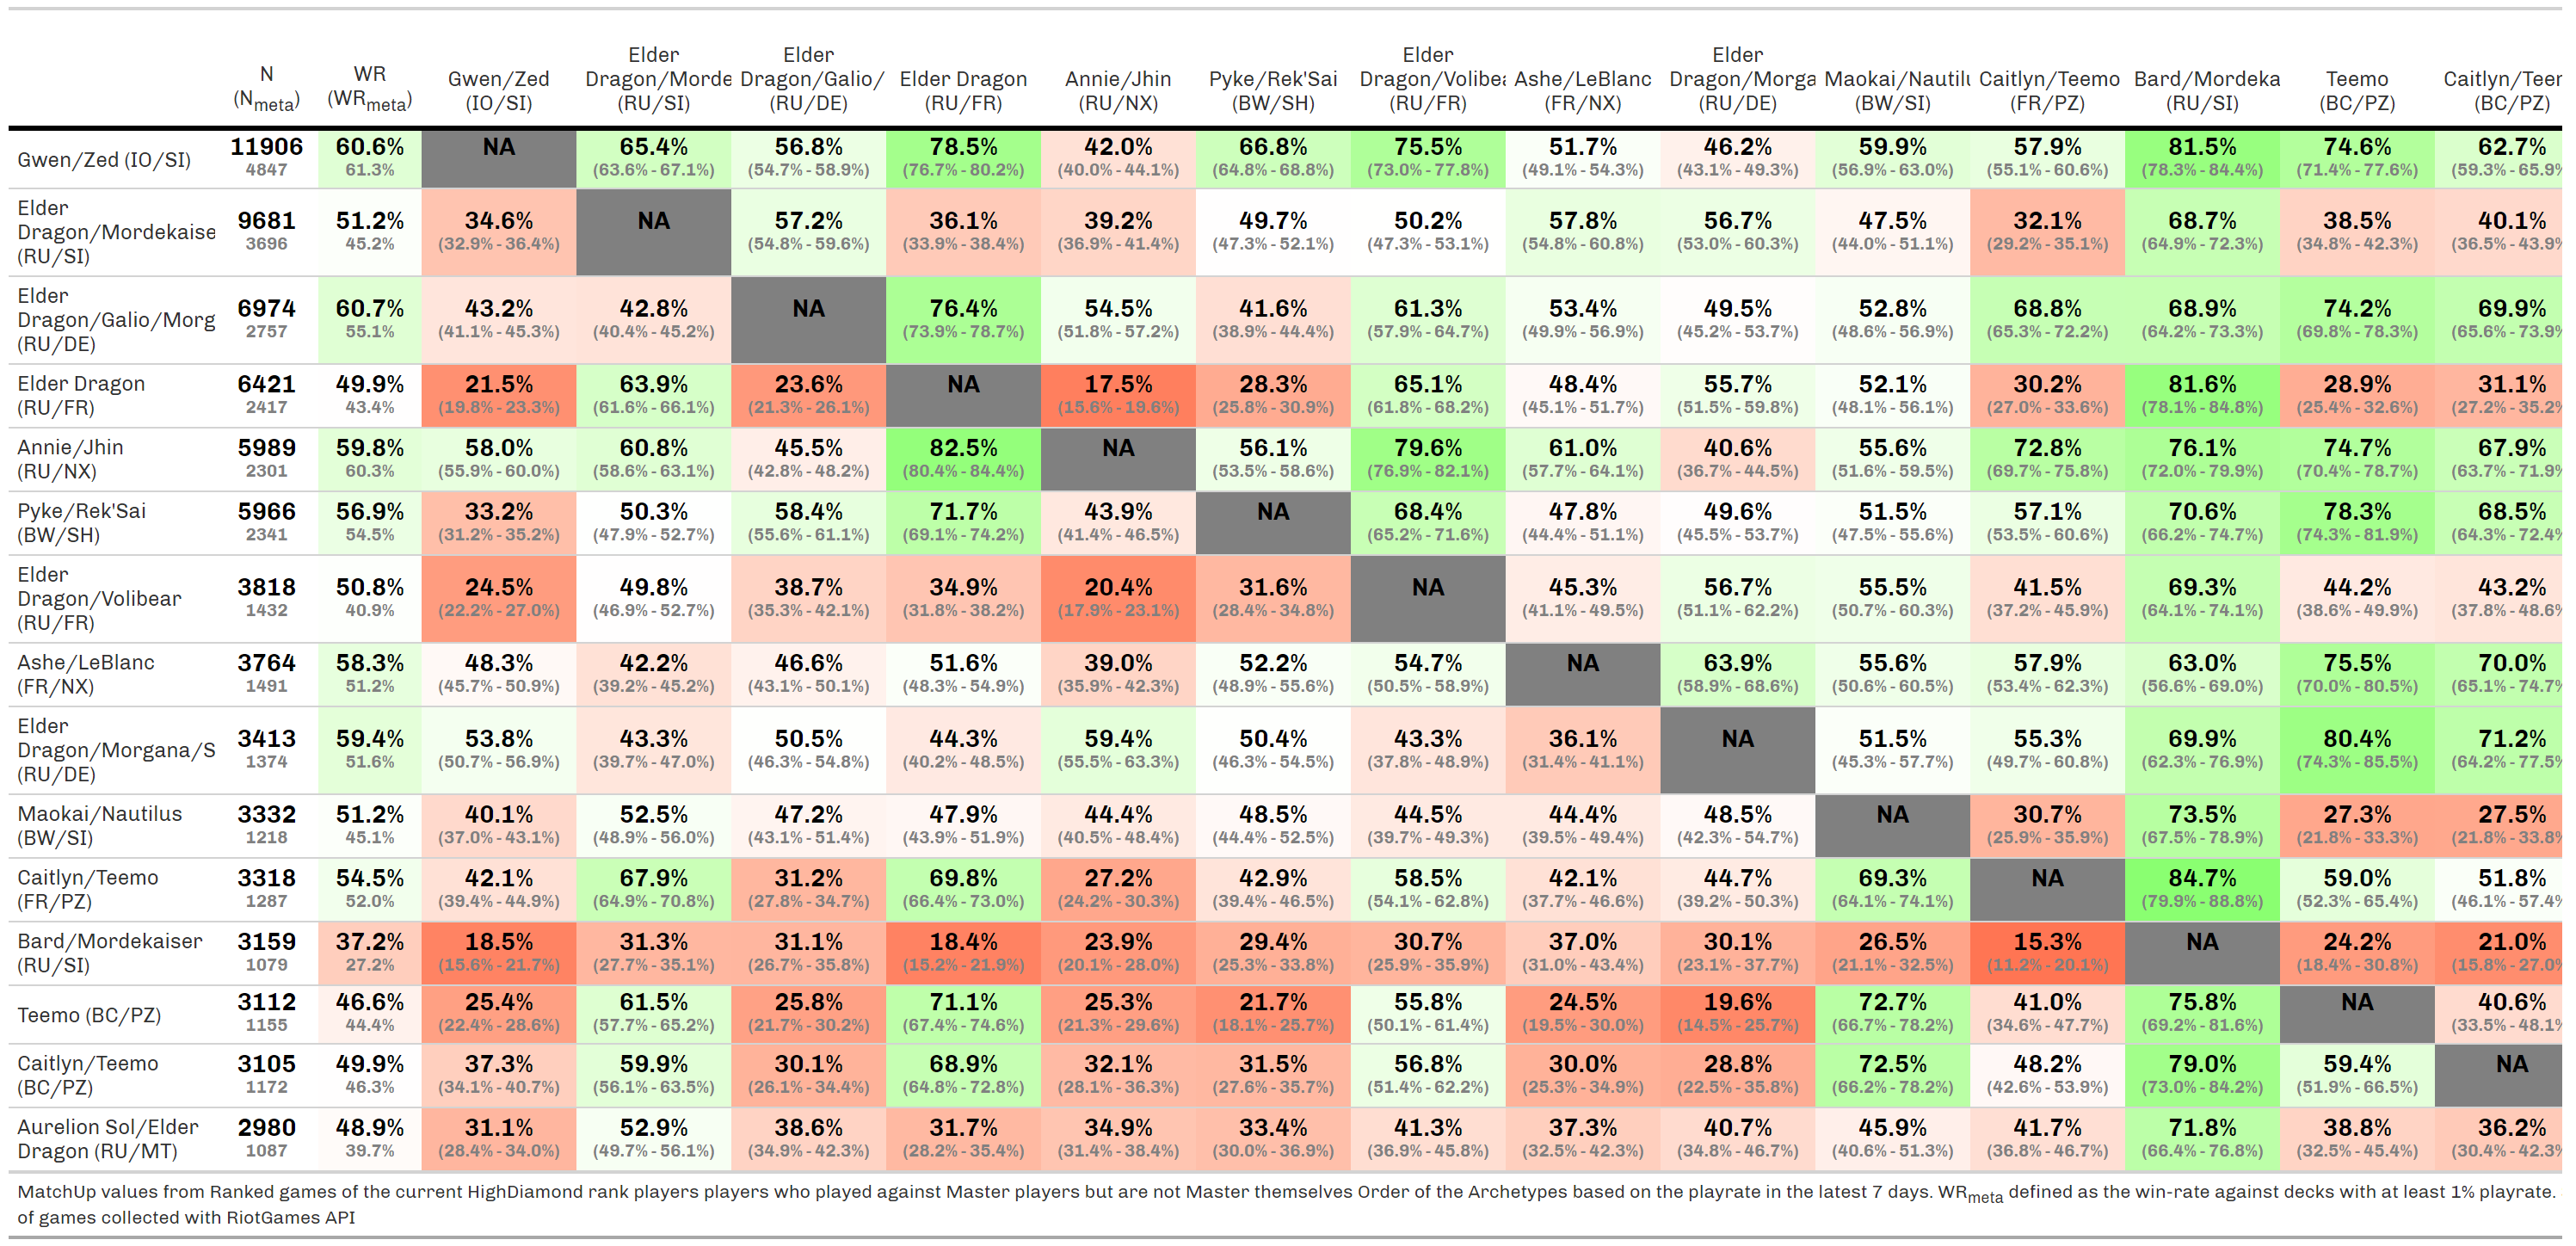 Elder Elder Elder Elder
N WR Gwen/Zed Dragon/Morde Dragon/Galio/ Elder Dragon Annie/Jhin Pyke/Rek'Sai Dragon/Volibea Ashe/LeBlanc Dragon/Morga Maokai/Nautilu Caitlyn/Teemo Bard/Mordeka Teemo Caitlyn/Teer
(Nmeta) (WRmeta) (IO/SI) (RU/SI) (RU/DE) (RU/FR) (RU/NX) (BW/SH) (RU/FR) (FR/NX) (RU/DE) (BW/SI) (FR/PZ) (RU/SI) (BC/PZ) (BC/PZ)
Gwen/Zed (IO/SI) 11906 60.6% NA 65.4% 56.8% 78.5% 42.0% 66.8% 75.5% 51.7% 46.2% 59.9% 57.9% 81.5% 74.6% 62.7%
4847 61.3% (63.6% - 67.1%) (54.7% - 58.9%) (76.7% - 80.2%) (40.0% - 44.1%) (64.8% - 68.8%) (73.0% - 77.8%) (49.1% - 54.3%) (43.1% - 49.3%) (56.9% - 63.0%) (55.1% - 60.6%) (78.3% - 84.4%) (71.4% - 77.6%) (59.3% - 65.9%
Elder
Dragon/Mordekaise 9681 51.2% 34.6% NA 57.2% 36.1% 39.2% 49.7% 50.2% 57.8% 56.7% 47.5% 32.1% 68.7% 38.5% 40.1%
(RU/SI) 3696 45.2% (32.9% - 36.4%) (54.8% - 59.6%) (33.9% - 38.4%) (36.9% - 41.4%) (47.3% - 52.1%) (47.3% - 53.1%) (54.8% - 60.8%) (53.0% - 60.3%) (44.0% - 51.1%) (29.2% - 35.1%) (64.9% - 72.3%) (34.8% - 42.3%) (36.5% - 43.9%
Elder
Dragon/Galio/Morg 6974 60.7% 43.2% 42.8% NA 76.4% 54.5% 41.6% 61.3% 53.4% 49.5% 52.8% 68.8% 68.9% 74.2% 69.9%
(RU/DE) 2757 55.1% (41.1% - 45.3%) (40.4% - 45.2%) (73.9% - 78.7%) (51.8% - 57.2%) (38.9% - 44.4%) (57.9% - 64.7%) (49.9% - 56.9%) (45.2% - 53.7%) (48.6% - 56.9%) (65.3% - 72.2%) (64.2% - 73.3%) (69.8% - 78.3%) (65.6% - 73.9%
Elder Dragon 6421 49.9% 21.5% 63.9% 23.6% NA 17.5% 28.3% 65.1% 48.4% 55.7% 52.1% 30.2% 81.6% 28.9% 31.1%
(RU/FR) 2417 43.4% (19.8% - 23.3%) (61.6% - 66.1%) (21.3% - 26.1%) (15.6% - 19.6%) (25.8% - 30.9%) (61.8% - 68.2%) (45.1% - 51.7%) (51.5% - 59.8%) (48.1% - 56.1%) (27.0% - 33.6%) (78.1% - 84.8%) (25.4% - 32.6%) (27.2% - 35.2%
Annie/Jhin 5989 59.8% 58.0% 60.8% 45.5% 82.5% NA 56.1% 79.6% 61.0% 40.6% 55.6% 72.8% 76.1% 74.7% 67.9%
(RU/NX) 2301 60.3% (55.9% - 60.0%) (58.6% - 63.1%) (42.8% - 48.2%) (80.4% - 84.4%) (53.5% - 58.6%) (76.9% - 82.1%) (57.7% - 64.1%) (36.7% - 44.5%) (51.6% - 59.5%) (69.7% - 75.8%) (72.0% - 79.9%) (70.4% - 78.7%) (63.7% - 71.9%
Pyke/Rek'Sai 5966 56.9% 33.2% 50.3% 58.4% 71.7% 43.9% NA 68.4% 47.8% 49.6% 51.5% 57.1% 70.6% 78.3% 68.5%
(BW/SH) 2341 54.5% (31.2% - 35.2%) (47.9% - 52.7%) (55.6% - 61.1%) (69.1% - 74.2%) (41.4% - 46.5%) (65.2% - 71.6%) (44.4% - 51.1%) (45.5% - 53.7%) (47.5% - 55.6%) (53.5% - 60.6%) (66.2% - 74.7%) (74.3% - 81.9%) (64.3% - 72.4%
Elder
Dragon/Volibear 3818 50.8% 24.5% 49.8% 38.7% 34.9% 20.4% 31.6% NA 45.3% 56.7% 55.5% 41.5% 69.3% 44.2% 43.2%
(RU/FR) 1432 40.9% (22.2% - 27.0%) (46.9% - 52.7%) (35.3% - 42.1%) (31.8% - 38.2%) (17.9% - 23.1%) (28.4% - 34.8%) (41.1% - 49.5%) (51.1% - 62.2%) (50.7% - 60.3%) (37.2% - 45.9%) (64.1% - 74.1%) (38.6% - 49.9%) (37.8% - 48.6%
Ashe/LeBlanc 3764 58.3% 48.3% 42.2% 46.6% 51.6% 39.0% 52.2% 54.7% NA 63.9% 55.6% 57.9% 63.0% 75.5% 70.0%
(FR/NX) 1491 51.2% (45.7% - 50.9%) (39.2% - 45.2%) (43.1% - 50.1%) (48.3% - 54.9%) (35.9% - 42.3%) (48.9% - 55.6%) (50.5% - 58.9%) (58.9% - 68.6%) (50.6% - 60.5%) (53.4% - 62.3%) (56.6% - 69.0%) (70.0% - 80.5%) (65.1% - 74.7%
Elder
Dragon/Morgana/S 3413 59.4% 53.8% 43.3% 50.5% 44.3% 59.4% 50.4% 43.3% 36.1% NA 51.5% 55.3% 69.9% 80.4% 71.2%
(RU/DE) 1374 51.6% (50.7% - 56.9%) (39.7% - 47.0%) (46.3% - 54.8%) (40.2% - 48.5%) (55.5% - 63.3%) (46.3% - 54.5%) (37.8% - 48.9%) (31.4% - 41.1%) (45.3% - 57.7%) (49.7% - 60.8%) (62.3% - 76.9%) (74.3% - 85.5%) (64.2% - 77.5%
Maokai/Nautilus 3332 51.2% 40.1% 52.5% 47.2% 47.9% 44.4% 48.5% 44.5% 44.4% 48.5% NA 30.7% 73.5% 27.3% 27.5%
(BW/SI) 1218 45.1% (37.0% - 43.1%) (48.9% - 56.0%) (43.1% - 51.4%) (43.9% - 51.9%) (40.5% - 48.4%) (44.4% - 52.5%) (39.7% - 49.3%) (39.5% - 49.4%) (42.3% - 54.7%) (25.9% - 35.9%) (67.5% - 78.9%) (21.8% - 33.3%) (21.8% - 33.8%
Caitlyn/Teemo 3318 54.5% 42.1% 67.9% 31.2% 69.8% 27.2% 42.9% 58.5% 42.1% 44.7% 69.3% NA 84.7% 59.0% 51.8%
(FR/PZ) 1287 52.0% (39.4% - 44.9%) (64.9% - 70.8%) (27.8% - 34.7%) (66.4% - 73.0%) (24.2% - 30.3%) (39.4% - 46.5%) (54.1% - 62.8%) (37.7% - 46.6%) (39.2% - 50.3%) (64.1% - 74.1%) (79.9% - 88.8%) (52.3% - 65.4%) (46.1% - 57.4%
Bard/Mordekaiser 3159 37.2% 18.5% 31.3% 31.1% 18.4% 23.9% 29.4% 30.7% 37.0% 30.1% 26.5% 15.3% NA 24.2% 21.0%
(RU/SI) 1079 27.2% (15.6% - 21.7%) (27.7% - 35.1%) (26.7% - 35.8%) (15.2% - 21.9%) (20.1% - 28.0%) (25.3% - 33.8%) (25.9% - 35.9%) (31.0% - 43.4%) (23.1% - 37.7%) (21.1% - 32.5%) (11.2% - 20.1%) (18.4% - 30.8%) (15.8% - 27.0%
Teemo (BC/PZ) 3112 46.6% 25.4% 61.5% 25.8% 71.1% 25.3% 21.7% 55.8% 24.5% 19.6% 72.7% 41.0% 75.8% NA 40.6%
1155 44.4% (22.4% - 28.6%) (57.7% - 65.2%) (21.7% - 30.2%) (67.4% - 74.6%) (21.3% - 29.6%) (18.1% - 25.7%) (50.1% - 61.4%) (19.5% - 30.0%) (14.5% - 25.7%) (66.7% - 78.2%) (34.6% - 47.7%) (69.2% - 81.6%) (33.5% - 48.1%
Caitlyn/Teemo 3105 49.9% 37.3% 59.9% 30.1% 68.9% 32.1% 31.5% 56.8% 30.0% 28.8% 72.5% 48.2% 79.0% 59.4% NA
(BC/PZ) 1172 46.3% (34.1% - 40.7%) (56.1% - 63.5%) (26.1% - 34.4%) (64.8% - 72.8%) (28.1% - 36.3%) (27.6% - 35.7%) (51.4% - 62.2%) (25.3% - 34.9%) (22.5% - 35.8%) (66.2% - 78.2%) (42.6% - 53.9%) (73.0% - 84.2%) (51.9% - 66.5%)
Aurelion Sol/Elder 2980 48.9% 31.1% 52.9% 38.6% 31.7% 34.9% 33.4% 41.3% 37.3% 40.7% 45.9% 41.7% 71.8% 38.8% 36.2%
Dragon (RU/MT) 1087 39.7% (28.4% - 34.0%) (49.7% - 56.1%) (34.9% - 42.3%) (28.2% - 35.4%) (31.4% - 38.4%) (30.0% - 36.9%) (36.9% - 45.8%) (32.5% - 42.3%) (34.8% - 46.7%) (40.6% - 51.3%) (36.8% - 46.7%) (66.4% - 76.8%) (32.5% - 45.4%) (30.4% - 42.3%
MatchUp values from Ranked games of the current HighDiamond rank players players who played against Master players but are not Master themselves Order of the Archetypes based on the playrate in the latest 7 days. WRmeta defined as the win-rate against decks with at least 1% playrate.
of games collected with RiotGames API